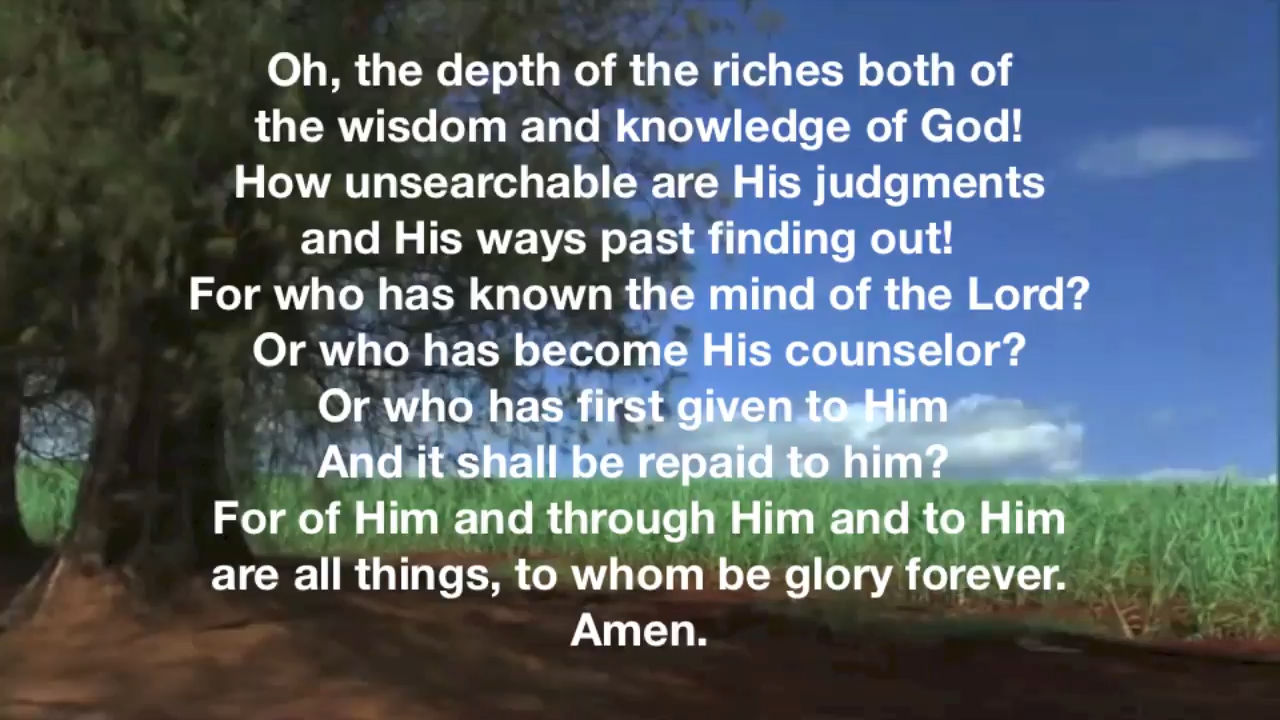 Oh, the depth of the riches both of
the wisdom and knowledge of God!
How unsearchable are His judgments
and His ways past finding out!
For who has known the mind of the Lord?
Or who has become His counselor?
Or who has first given to Him
And it shall be repaid to him?
For of Him and through Him and to Him
are all things, to whom be glory forever.
Amen.